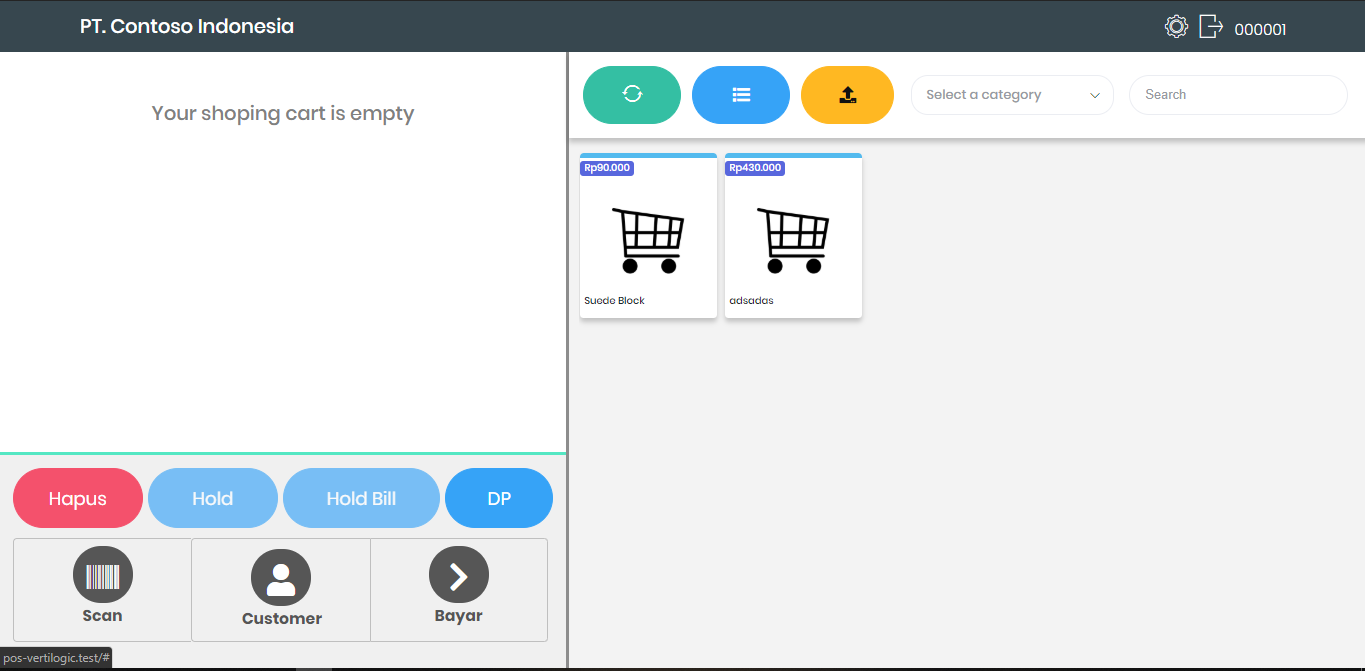 PT. Contoso Indonesia
000001
Your shoping cart is empty
Select a category
Search
Rp90.000
Rp430.000
Suede Block
adsadas
Hapus
Hold
Hold Bill
DP
Scan
Customer
Bayar
pos-vertilogic.test/#